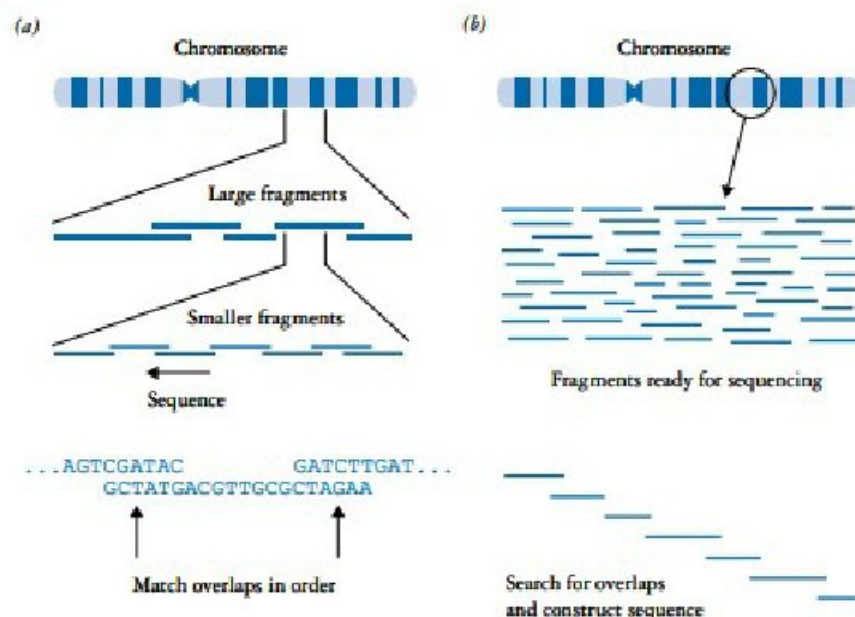 (a)
Chromosome
Large fragments
Smaller fragments
Sequence
...AGTCGATAC GATCTTGAT...
GCTATGACGTTGCGCTAGAA
Match overlaps in order
(b)
Chromosome
Fragments ready for sequencing
Search for overlaps
and construct sequence